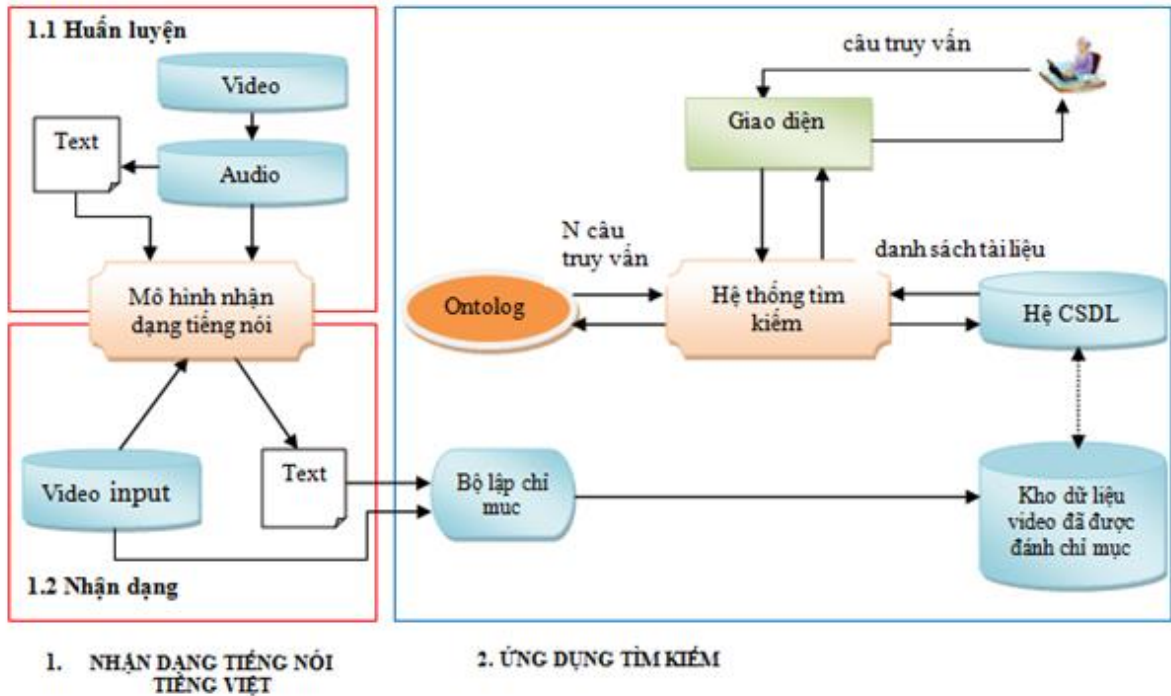 1.1 Huấn luyện
Video
Text
Audio
Mô hình nhận
dạng tiếng nói
Video input
Text
1.2 Nhận dạng
1. NHẬN DẠNG TIẾNG NÓI
TIẾNG VIỆT
câu truy vấn
Giao diện
N câu
truy vấn
danh sách tài liệu
Ontolog
Hệ thống tìm
kiếm
Hệ CSDL
Bộ lập chỉ
mục
Kho dữ liệu
video đã được
đánh chỉ mục
2. ỨNG DỤNG TÌM KIẾM